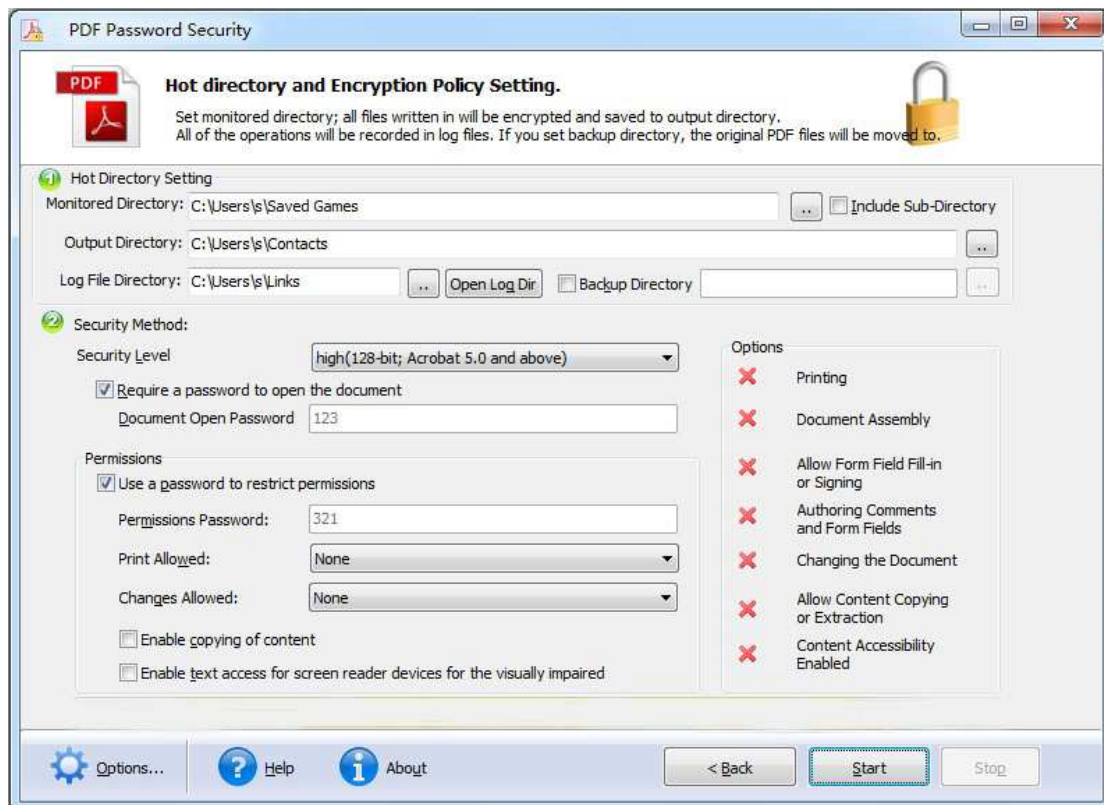 PDF Password Security
PDF
Hot directory and Encryption Policy Setting.
Set monitored directory; all files written in will be encrypted and saved to output directory.
All of the operations will be recorded in log files. If you set backup directory, the original PDF files will be moved to.
1 Hot Directory Setting
Monitored Directory: C:\Users\s\Saved Games .. Include Sub-Directory
Output Directory: C:\Users\s\Contacts ..
Log File Directory: C:\Users\s\Links .. Open Log Dir Backup Directory ..
2 Security Method:
Security Level high(128-bit; Acrobat 5.0 and above)
Require a password to open the document
Document Open Password 123
Permissions
Use a password to restrict permissions
Permissions Password: 321
Print Allowed: None
Changes Allowed: None
Enable copying of content
Enable text access for screen reader devices for the visually impaired
Options
Printing
Document Assembly
Allow Form Field Fill-in
or Signing
Authoring Comments
and Form Fields
Changing the Document
Allow Content Copying
or Extraction
Content Accessibility
Enabled
Options... Help About < Back Start Stop